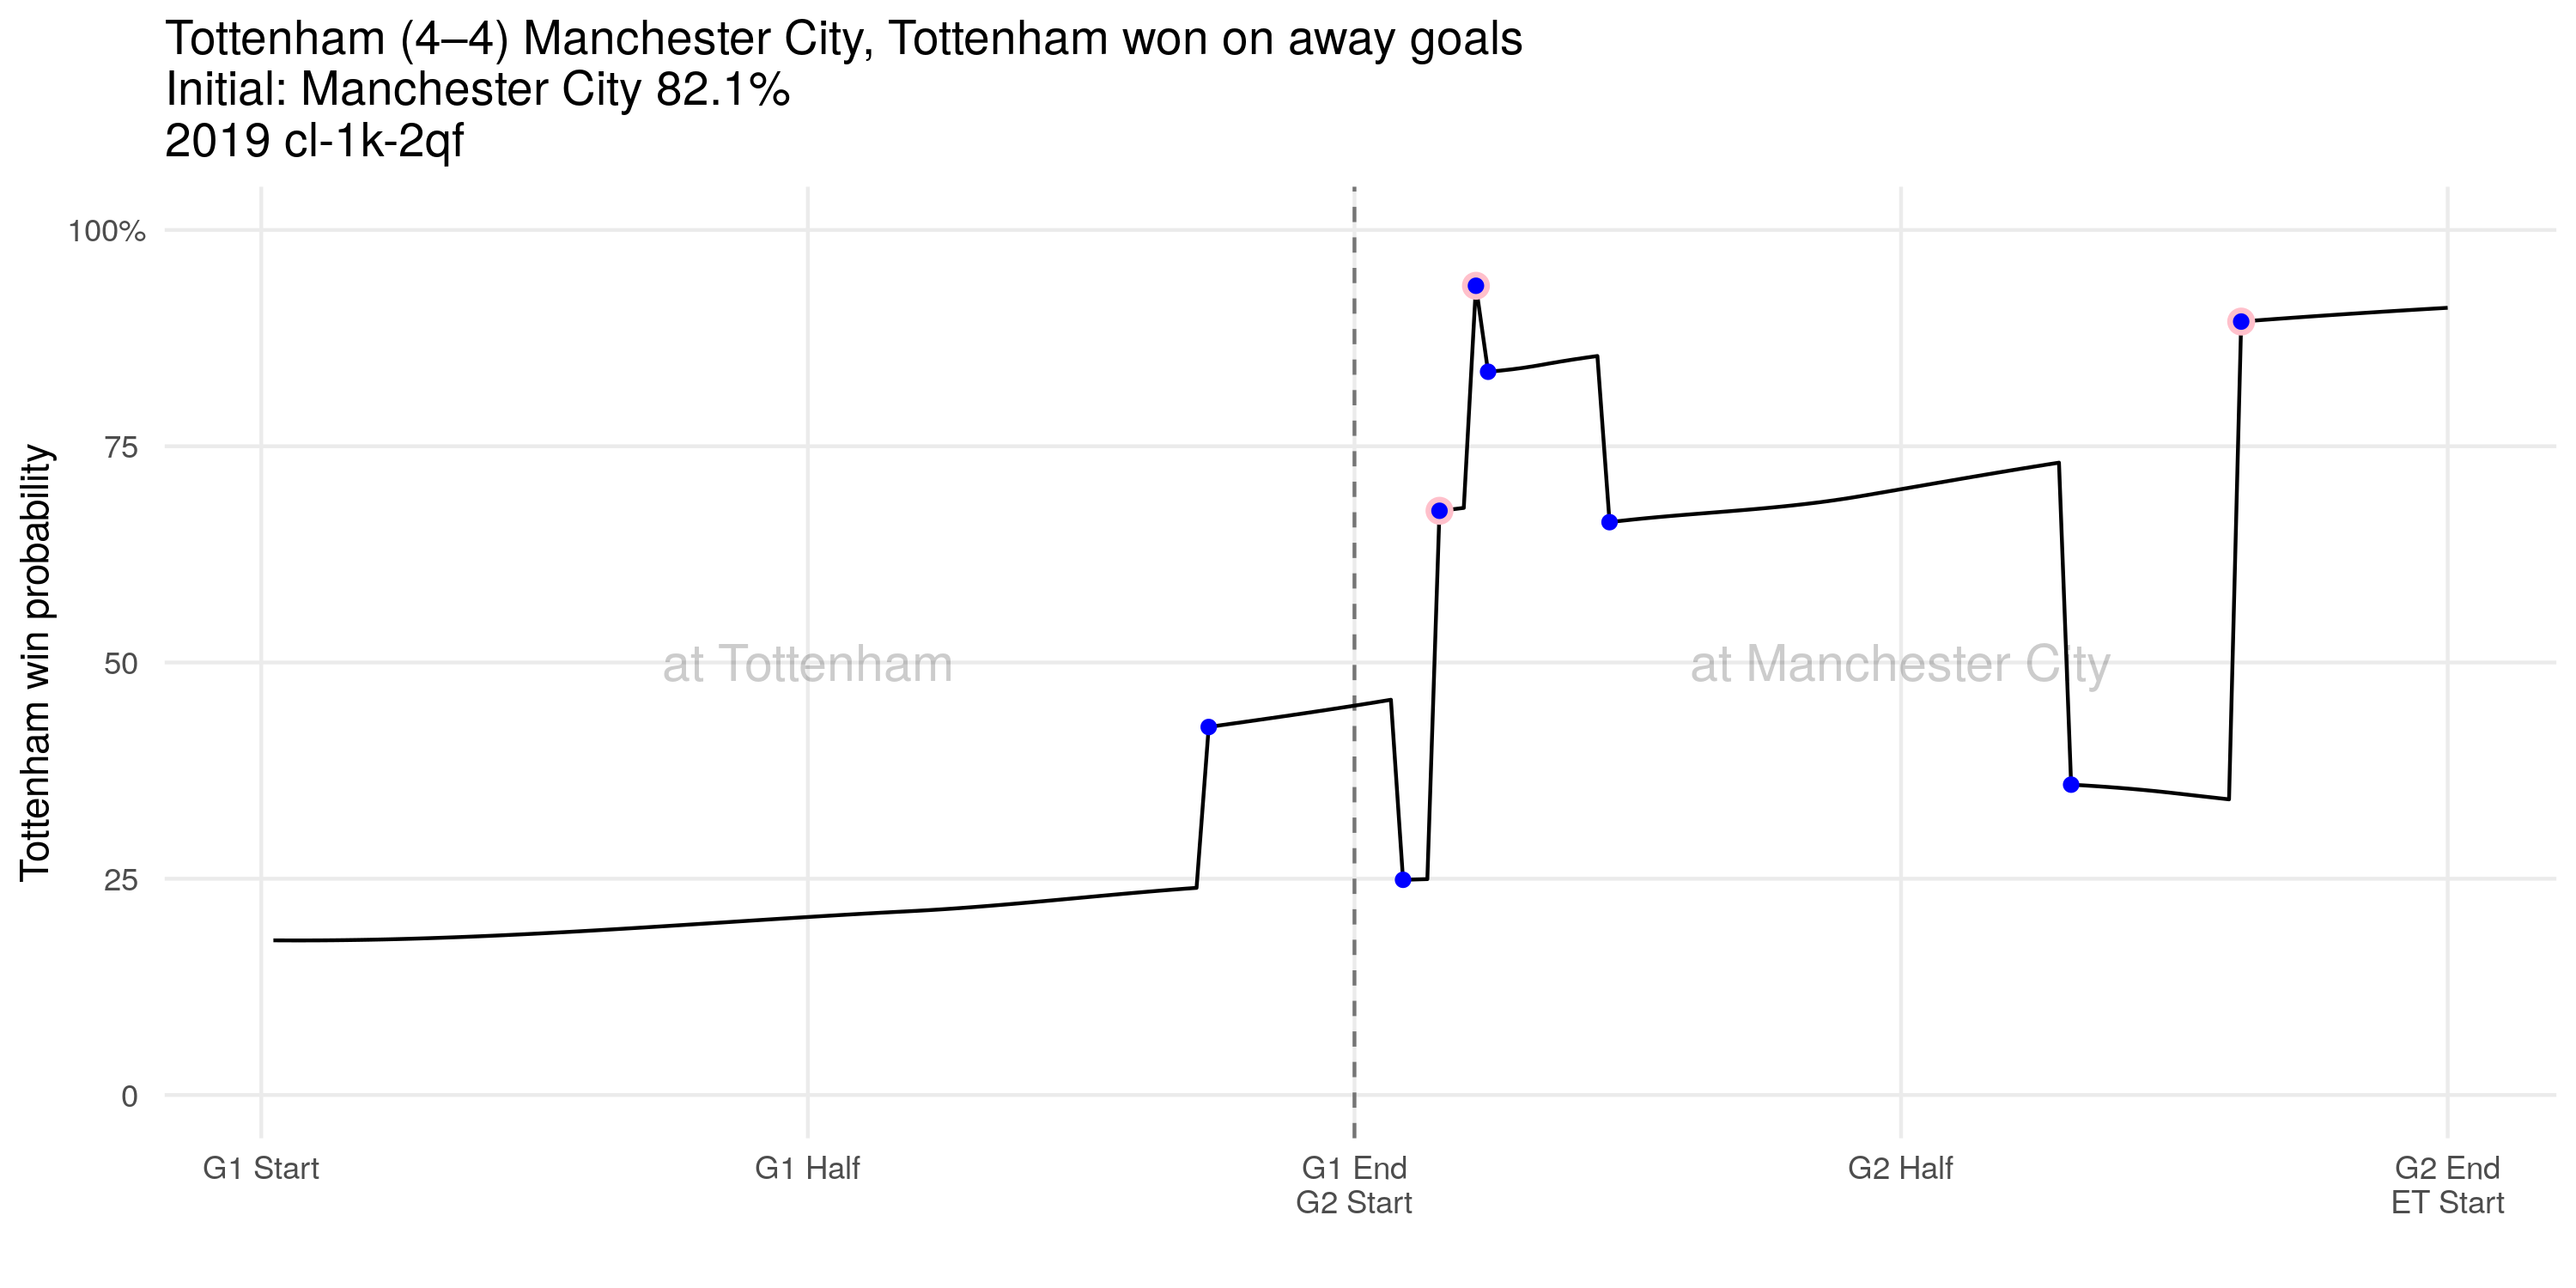 Tottenham (4–4) Manchester City, Tottenham won on away goals
Initial: Manchester City 82.1%
2019 cl-1k-2qf
Tottenham win probability
100%
75
50
25
0
at Tottenham
at Manchester City
G1 Start
G1 Half
G1 End
G2 Start
G2 Half
G2 End
ET Start